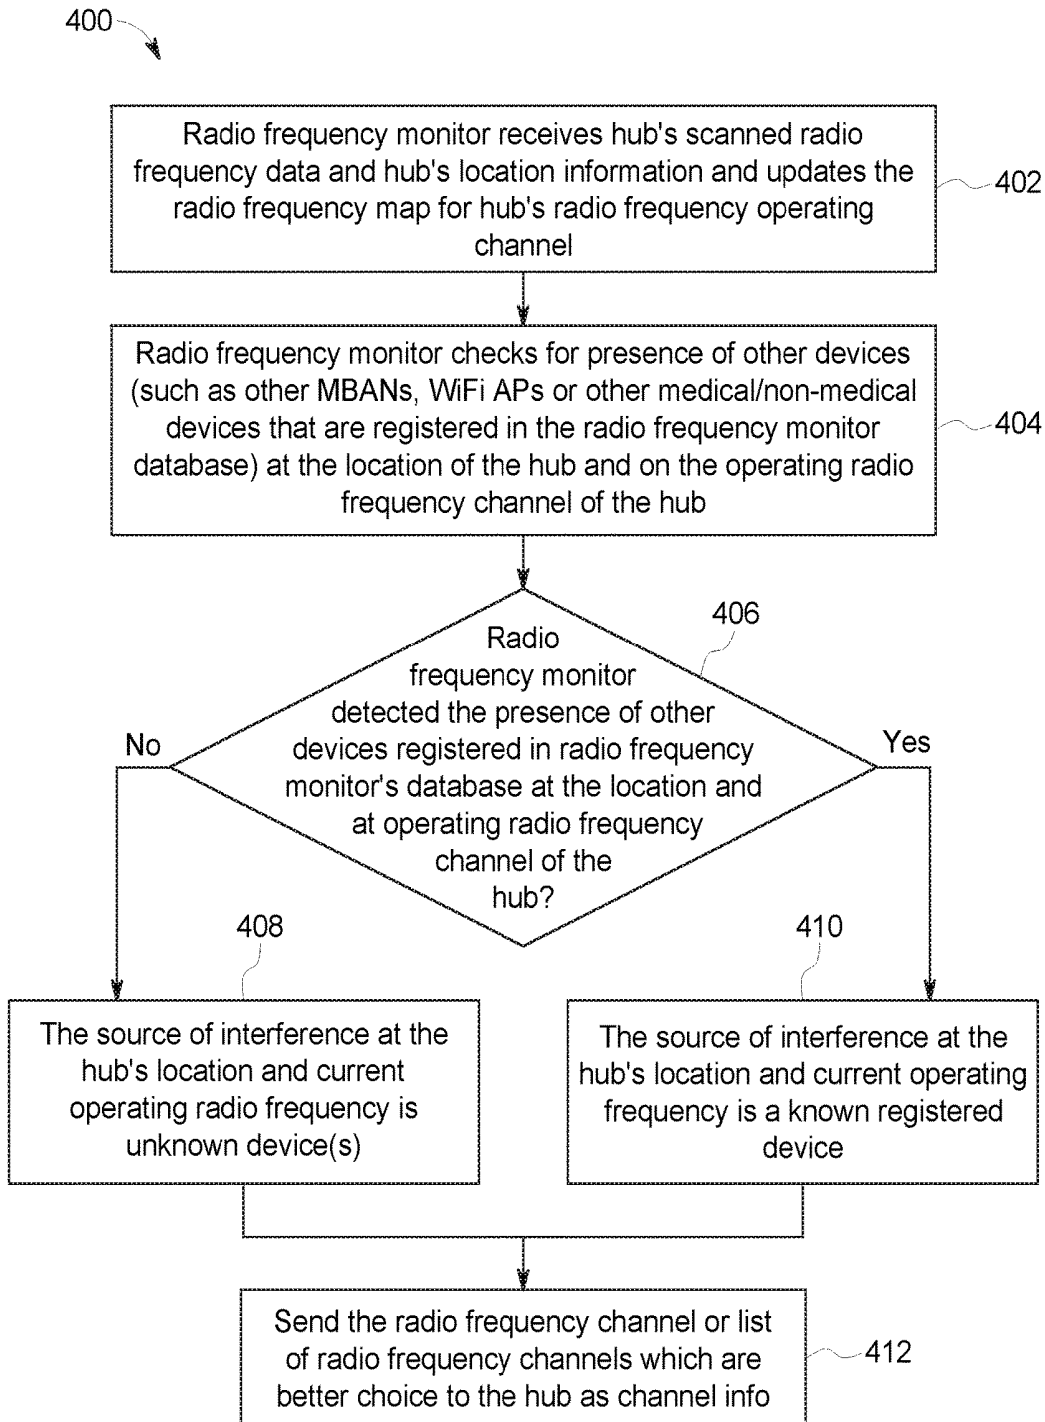 400
Radio frequency monitor receives hub's scanned radio
frequency data and hub's location information and updates the
radio frequency map for hub's radio frequency operating
channel
402
Radio frequency monitor checks for presence of other devices
(such as other MBANs, WiFi APs or other medical/non-medical
devices that are registered in the radio frequency monitor
database) at the location of the hub and on the operating radio
frequency channel of the hub
404
406
Radio
frequency monitor
detected the presence of other
devices registered in radio frequency
monitor's database at the location and
at operating radio frequency
channel of the
hub?
No
Yes
408
The source of interference at the
hub's location and current
operating radio frequency is
unknown device(s)
410
The source of interference at the
hub's location and current operating
frequency is a known registered
device
Send the radio frequency channel or list
of radio frequency channels which are
better choice to the hub as channel info
412